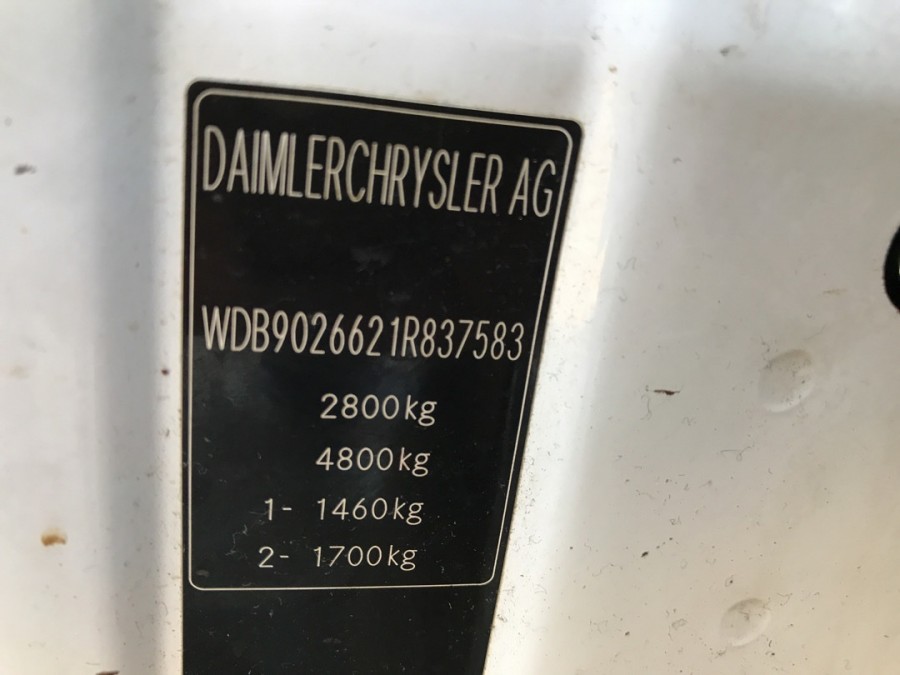 DAIMLERCHRYSLER AG
WDB9026621R837583
2800kg
4800kg
1- 1460kg
2- 1700kg